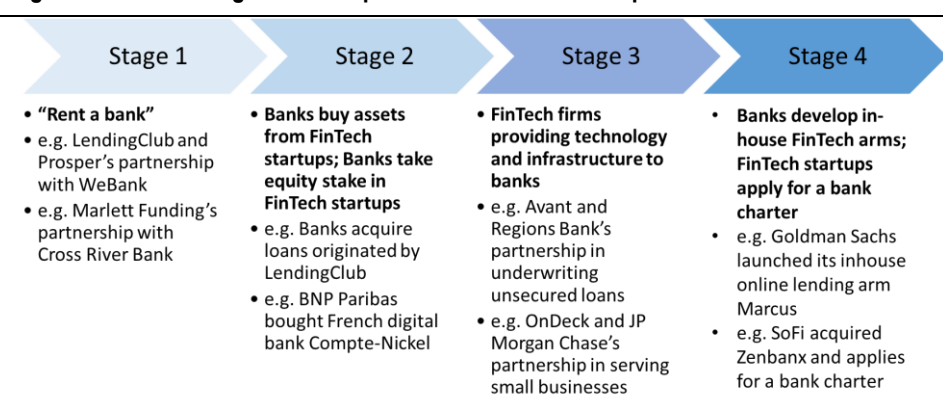 Stage 1
Stage 2
Stage 3
Stage 4
• “Rent a bank”
• e.g. LendingClub and
Prosper’s partnership
with WeBank
• e.g. Marlett Funding’s
partnership with
Cross River Bank
• Banks buy assets
from FinTech
startups; Banks take
equity stake in
FinTech startups
• e.g. Banks acquire
loans originated by
LendingClub
• e.g. BNP Paribas
bought French digital
bank Compte-Nickel
• FinTech firms
providing technology
and infrastructure to
banks
• e.g. Avant and
Regions Bank’s
partnership in
underwriting
unsecured loans
• e.g. OnDeck and JP
Morgan Chase’s
partnership in serving
small businesses
• Banks develop in-
house FinTech arms;
FinTech startups
apply for a bank
charter
• e.g. Goldman Sachs
launched its inhouse
online lending arm
Marcus
• e.g. SoFi acquired
Zenbanx and applies
for a bank charter